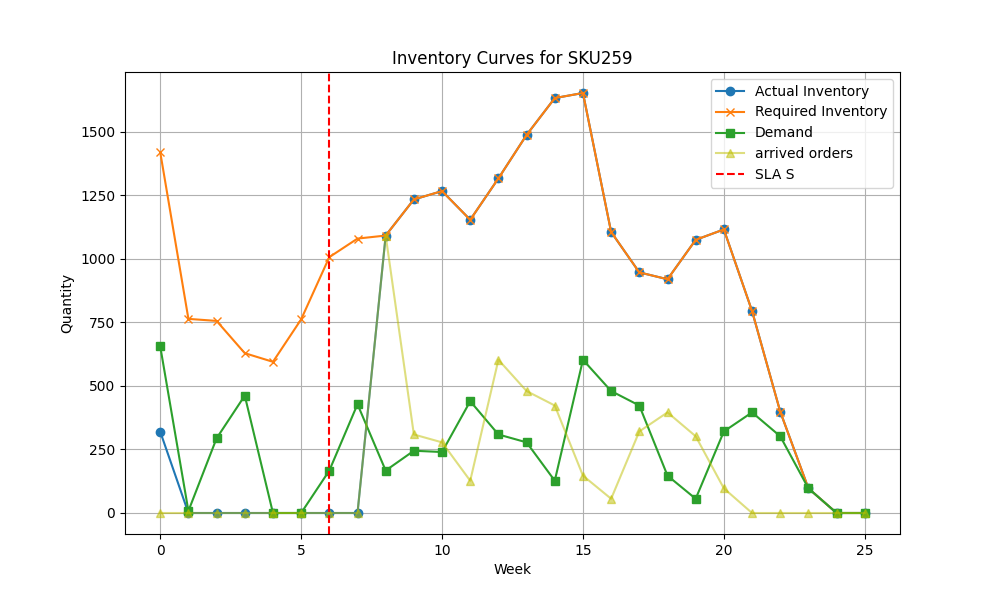 Inventory Curves for SKU259
Actual Inventory
Required Inventory
Demand
arrived orders
SLA S
Quantity
1500
1250
1000
750
500
250
0
0 5 10 15 20 25
Week